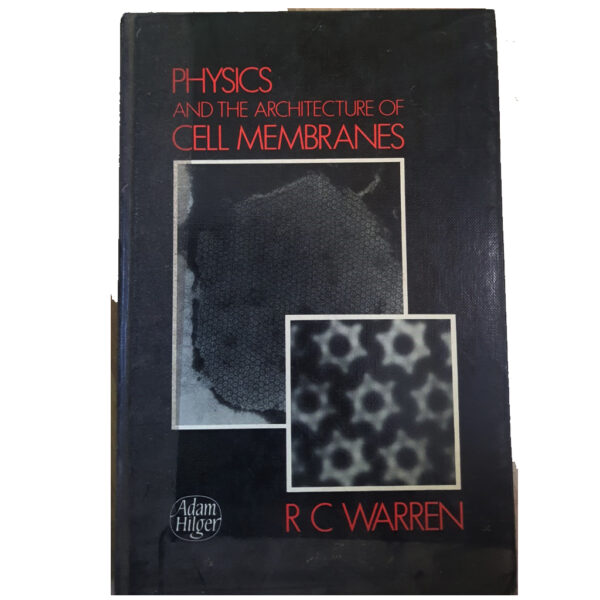 PHYSICS
AND THE ARCHITECTURE OF
CELL MEMBRANES
Adam
Hilger
R C WARREN